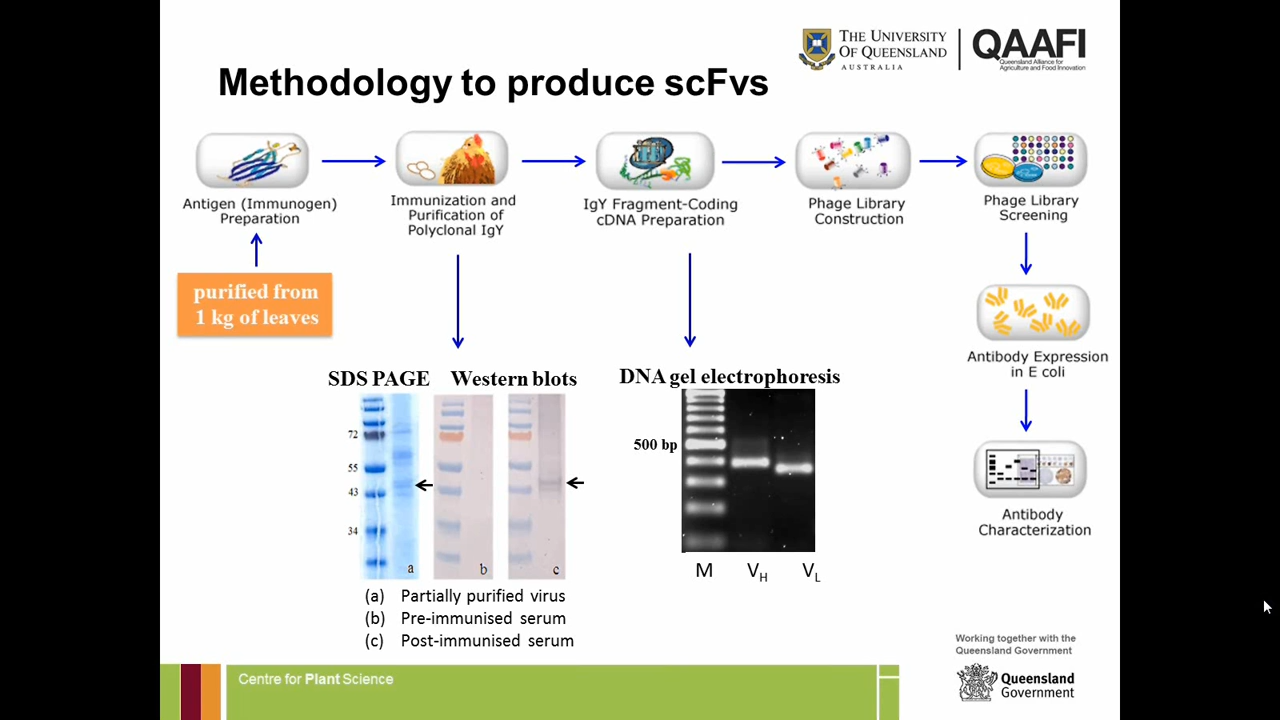 THE UNIVERSITY
OF QUEENSLAND
AUSTRALIA
QAAFI
Queensland Alliance for
Agriculture and Food Innovation
Methodology to produce scFvs
Antigen (Immunogen)
Preparation
Immunization and
Purification of
Polyclonal IgY
IgY Fragment-Coding
cDNA Preparation
Phage Library
Construction
Phage Library
Screening
purified from
1 kg of leaves
Antibody Expression
in E coli
Antibody
Characterization
SDS PAGE
Western blots
DNA gel electrophoresis
72
55
43
34
a
b
c
500 bp
M
VH
VL
(a) Partially purified virus
(b) Pre-immunised serum
(c) Post-immunised serum
Working together with the
Queensland Government
Queensland
Government
Centre for Plant Science